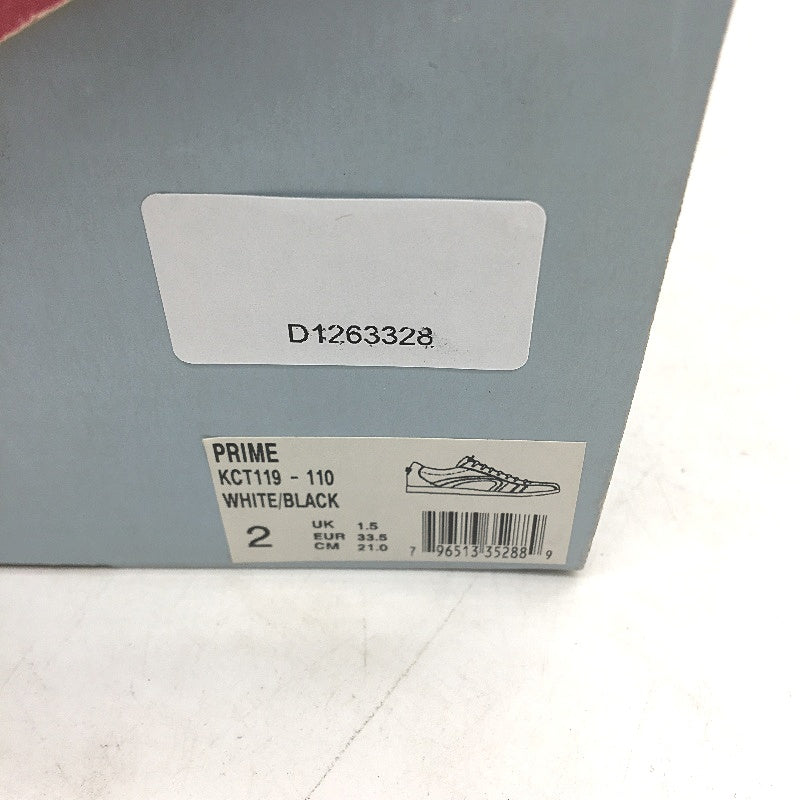 D1263328
PRIME
KCT119 - 110
WHITE/BLACK
2
UK 1.5
EUR 33.5
CM 21.0
7 96513 35288 9